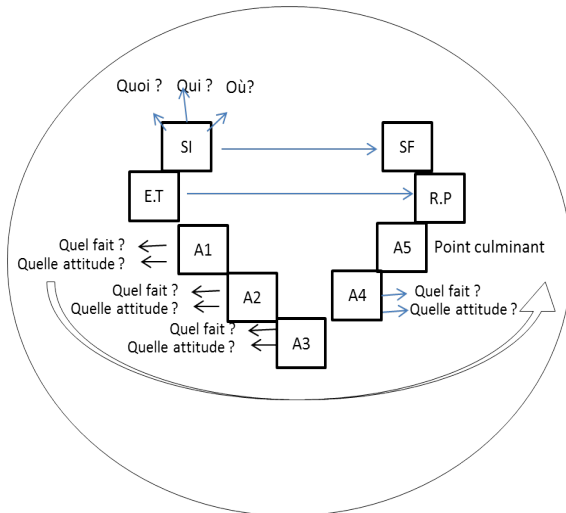 Quoi ? Qui ? Où?
SI
SF
E.T
R.P
Quel fait ?
Quelle attitude ?
A1
A5
Point culminant
Quel fait ?
Quelle attitude ?
A2
A4
Quel fait ?
Quelle attitude ?
Quel fait ?
Quelle attitude ?
A3